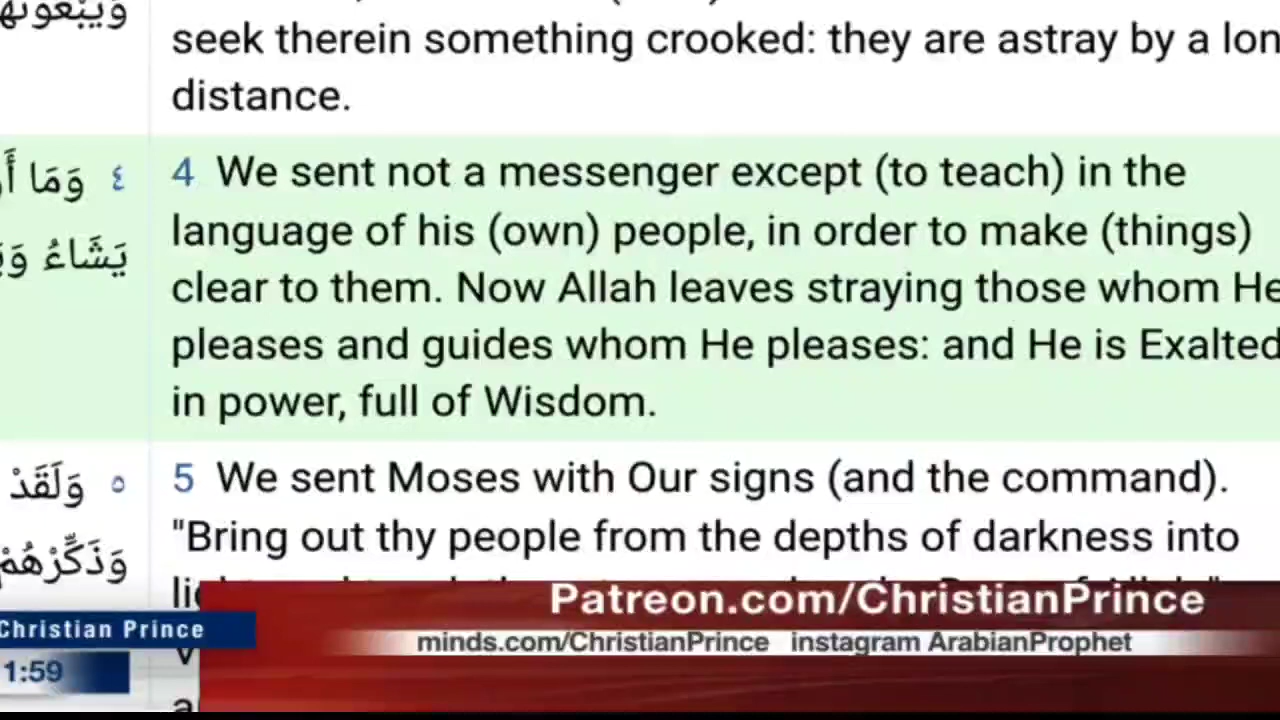 seek therein something crooked: they are astray by a
distance.
٤ وَمَا
4 We sent not a messenger except (to teach) in the
language of his (own) people, in order to make (things)
يَشَاءُ
clear to them. Now Allah leaves straying those whom He
pleases and guides whom He pleases: and He is Exalted
in power, full of Wisdom.
٥ وَلَقَدْ
5 We sent Moses with Our signs (and the command).
"Bring out thy people from the depths of darkness into
وَذَكِّرْهُمْ
Patreon.com/ChristianPrince
Christian Prince
minds.com/ChristianPrince instagram ArabianProphet
1:59